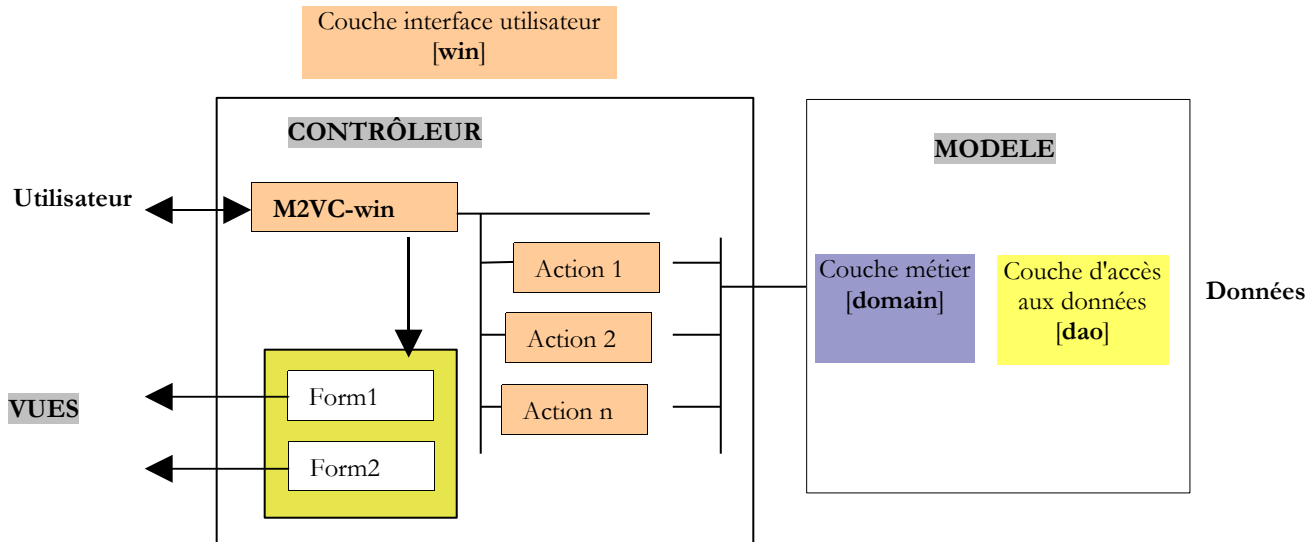 Couche interface utilisateur
[win]
CONTRÔLEUR
MODELE
Utilisateur
M2VC-win
Action 1
Couche métier
[domain]
Couche d'accès
aux données
[dao]
Données
Action 2
Form1
Action n
VUES
Form2